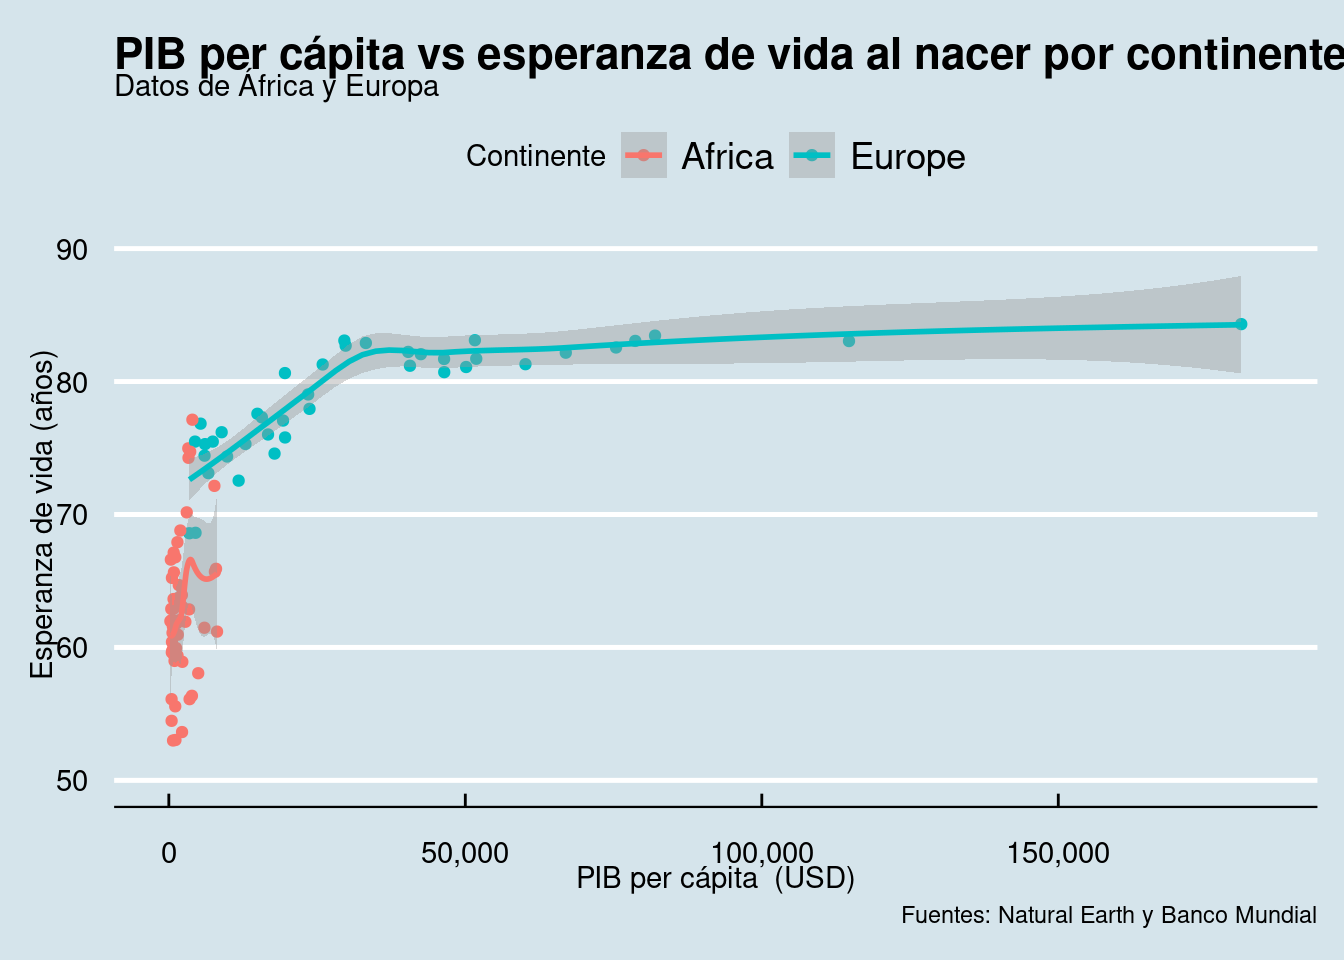 PIB per cápita vs esperanza de vida al nacer por continente
Datos de África y Europa
Continente Africa Europe
90
80
70
60
50
Esperanza de vida (años)
0 50,000 100,000 150,000
PIB per cápita  (USD)
Fuentes: Natural Earth y Banco Mundial